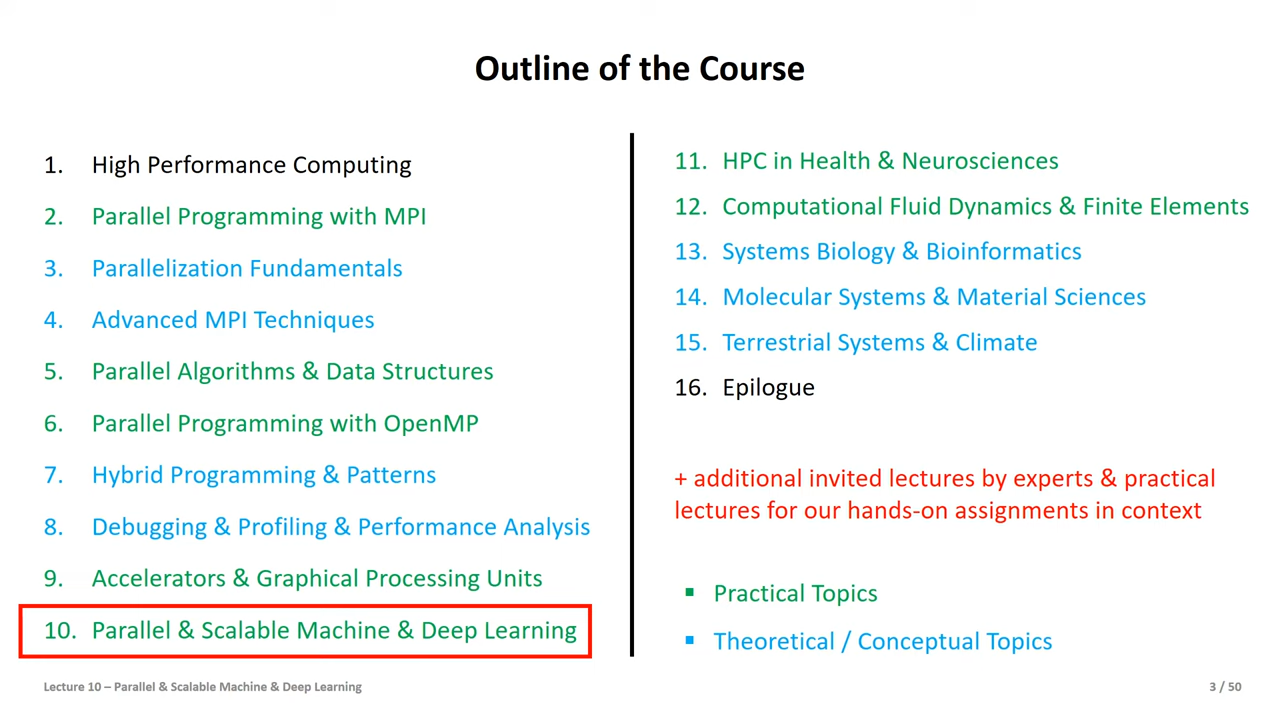 Outline of the Course
1. High Performance Computing
2. Parallel Programming with MPI
3. Parallelization Fundamentals
4. Advanced MPI Techniques
5. Parallel Algorithms & Data Structures
6. Parallel Programming with OpenMP
7. Hybrid Programming & Patterns
8. Debugging & Profiling & Performance Analysis
9. Accelerators & Graphical Processing Units
10. Parallel & Scalable Machine & Deep Learning
11. HPC in Health & Neurosciences
12. Computational Fluid Dynamics & Finite Elements
13. Systems Biology & Bioinformatics
14. Molecular Systems & Material Sciences
15. Terrestrial Systems & Climate
16. Epilogue
+ additional invited lectures by experts & practical
lectures for our hands-on assignments in context
▪ Practical Topics
▪ Theoretical / Conceptual Topics
Lecture 10 – Parallel & Scalable Machine & Deep Learning
3 / 50